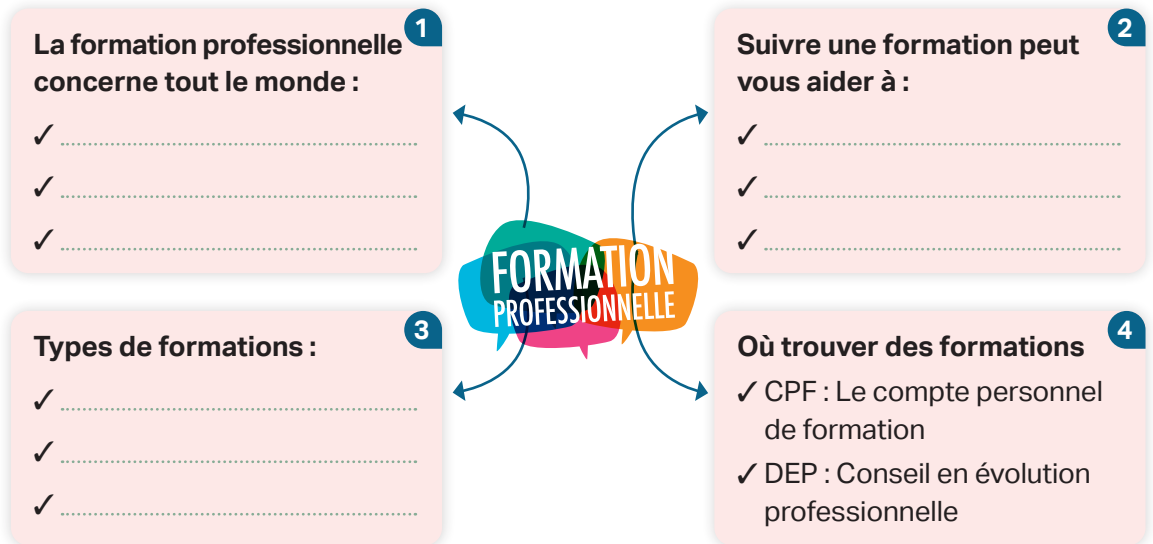 1
La formation professionnelle
concerne tout le monde :
✓
✓
✓
2
Suivre une formation peut
vous aider à :
✓
✓
✓
FORMATION
PROFESSIONNELLE
3
Types de formations :
✓
✓
✓
4
Où trouver des formations
✓ CPF : Le compte personnel
de formation
✓ DEP : Conseil en évolution
professionnelle